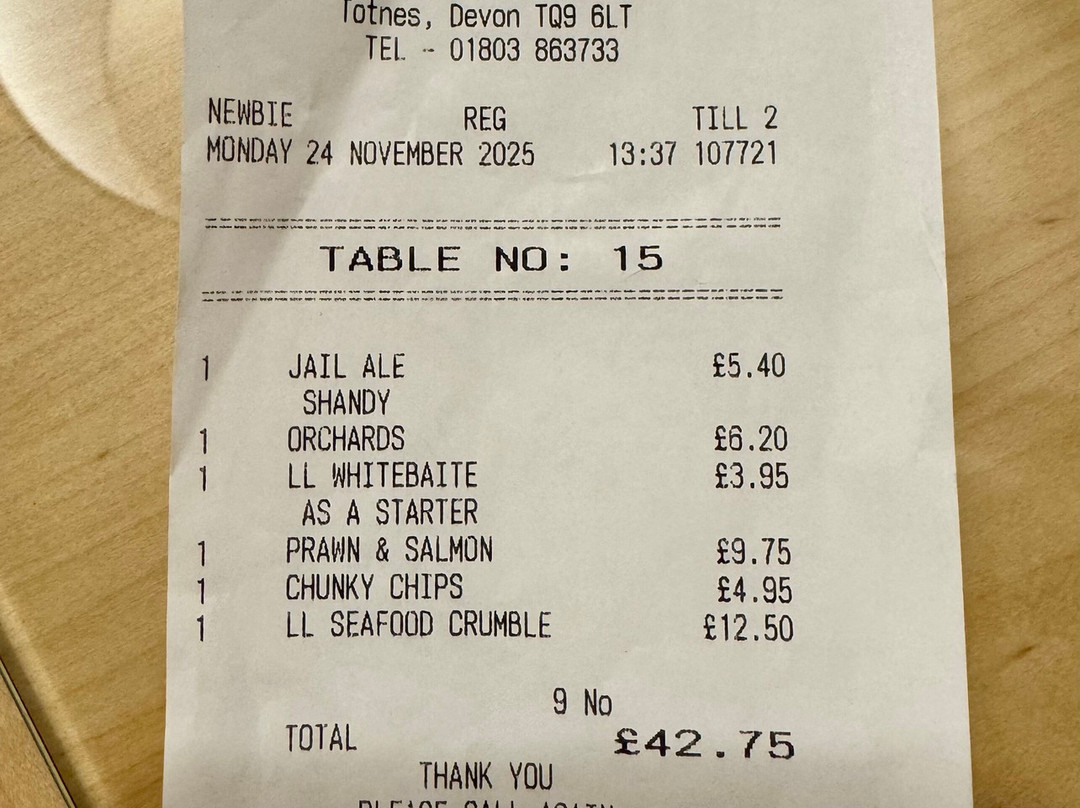 Totnes, Devon TQ9 6LT
TEL - 01803 863733
NEWBIE REG TILL 2
MONDAY 24 NOVEMBER 2025 13:37 107721
TABLE NO: 15
1 JAIL ALE £5.40
SHANDY
1 ORCHARDS £6.20
1 LL WHITEBAITE £3.95
AS A STARTER
1 PRAWN & SALMON £9.75
1 CHUNKY CHIPS £4.95
1 LL SEAFOOD CRUMBLE £12.50
9 No
TOTAL £42.75
THANK YOU
PLEASE CALL AGAIN